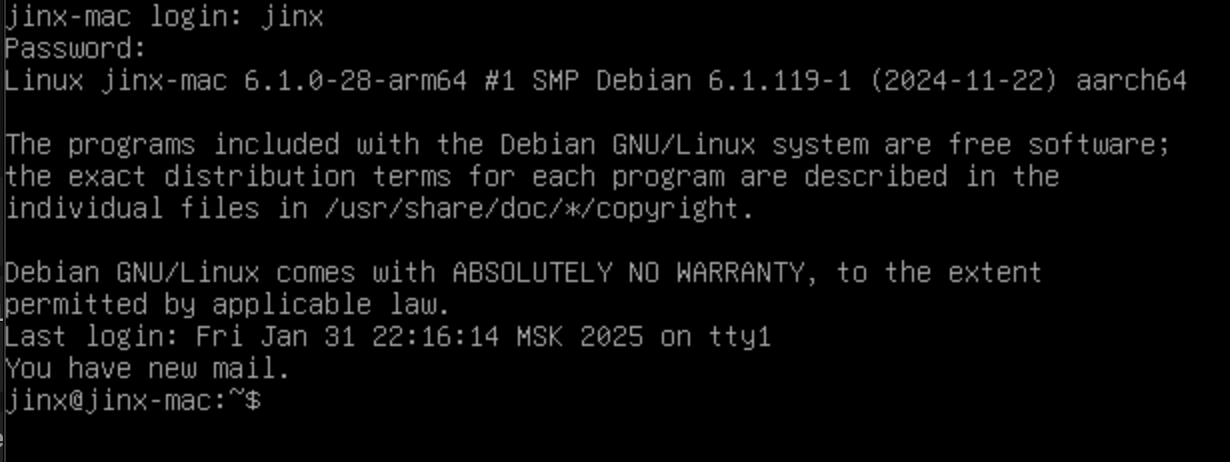 jinx-mac login: jinx
Password:
Linux jinx-mac 6.1.0-28-arm64 #1 SMP Debian 6.1.119-1 (2024-11-22) aarch64
The programs included with the Debian GNU/Linux system are free software;
the exact distribution terms for each program are described in the
individual files in /usr/share/doc/*/copyright.
Debian GNU/Linux comes with ABSOLUTELY NO WARRANTY, to the extent
permitted by applicable law.
Last login: Fri Jan 31 22:16:14 MSK 2025 on tty1
You have new mail.
jinx@jinx-mac:~$